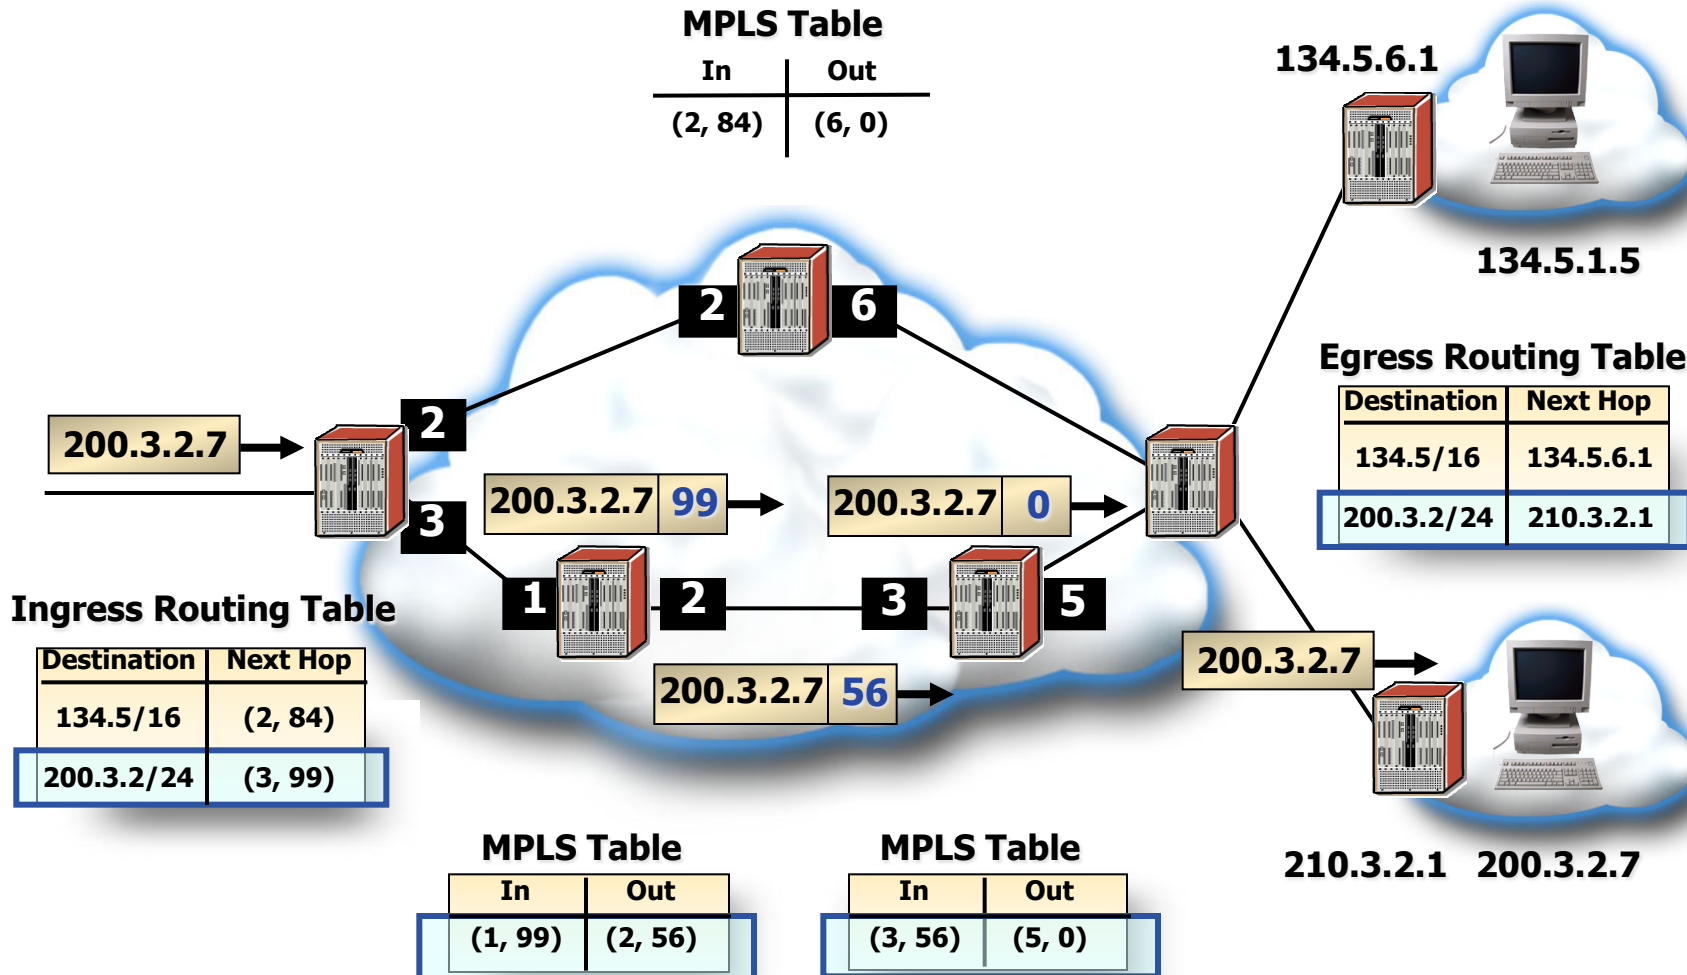 MPLS Table
In Out
(2, 84) (6, 0)
134.5.6.1
134.5.1.5
2 6
Egress Routing Table
Destination Next Hop
134.5/16 134.5.6.1
200.3.2/24 210.3.2.1
200.3.2.7
2
3
200.3.2.7 99
200.3.2.7 0
1 2 3 5
Ingress Routing Table
Destination Next Hop
134.5/16 (2, 84)
200.3.2/24 (3, 99)
200.3.2.7 56
200.3.2.7
210.3.2.1 200.3.2.7
MPLS Table
In Out
(1, 99) (2, 56)
MPLS Table
In Out
(3, 56) (5, 0)